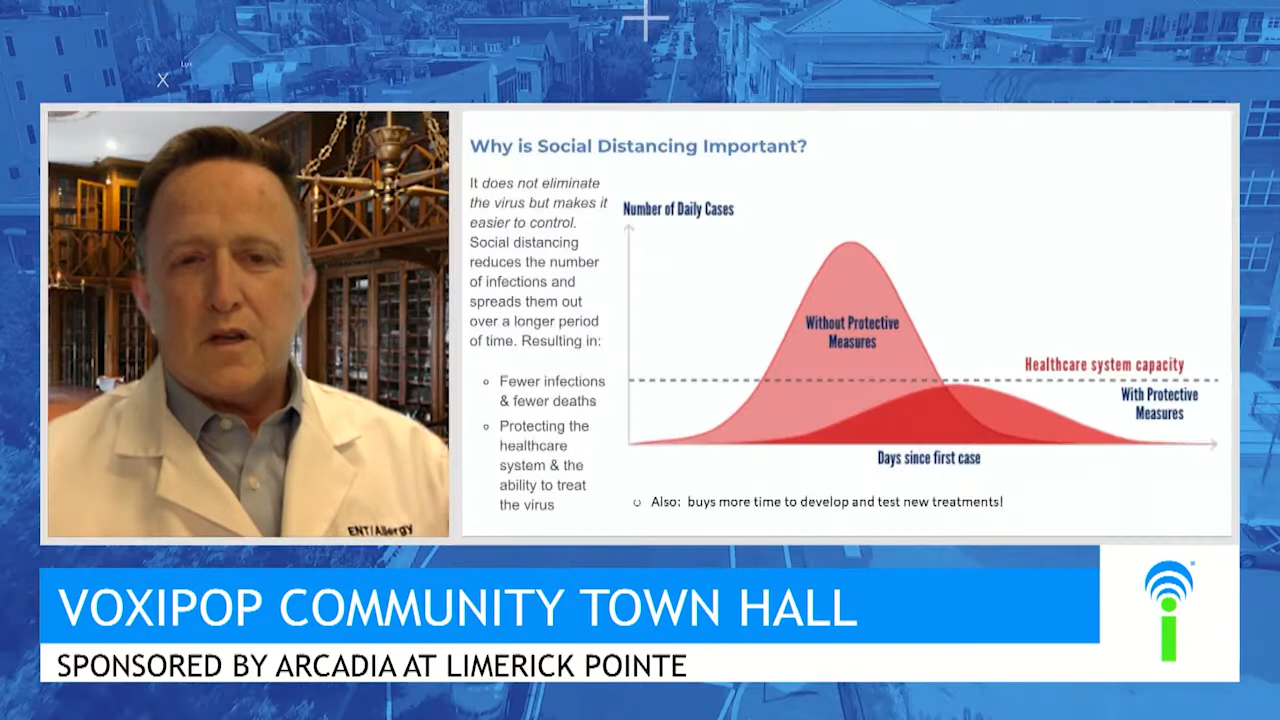 Why is Social Distancing Important?
It does not eliminate
the virus but makes it
easier to control.
Social distancing
reduces the number
of infections and
spreads them out
over a longer period
of time. Resulting in:
Fewer infections
& fewer deaths
Protecting the
healthcare
system & the
ability to treat
the virus
Number of Daily Cases
Without Protective
Measures
Healthcare system capacity
With Protective
Measures
Days since first case
Also: buys more time to develop and test new treatments!
ENT/Allergy
VOXIPOP COMMUNITY TOWN HALL
SPONSORED BY ARCADIA AT LIMERICK POINTE